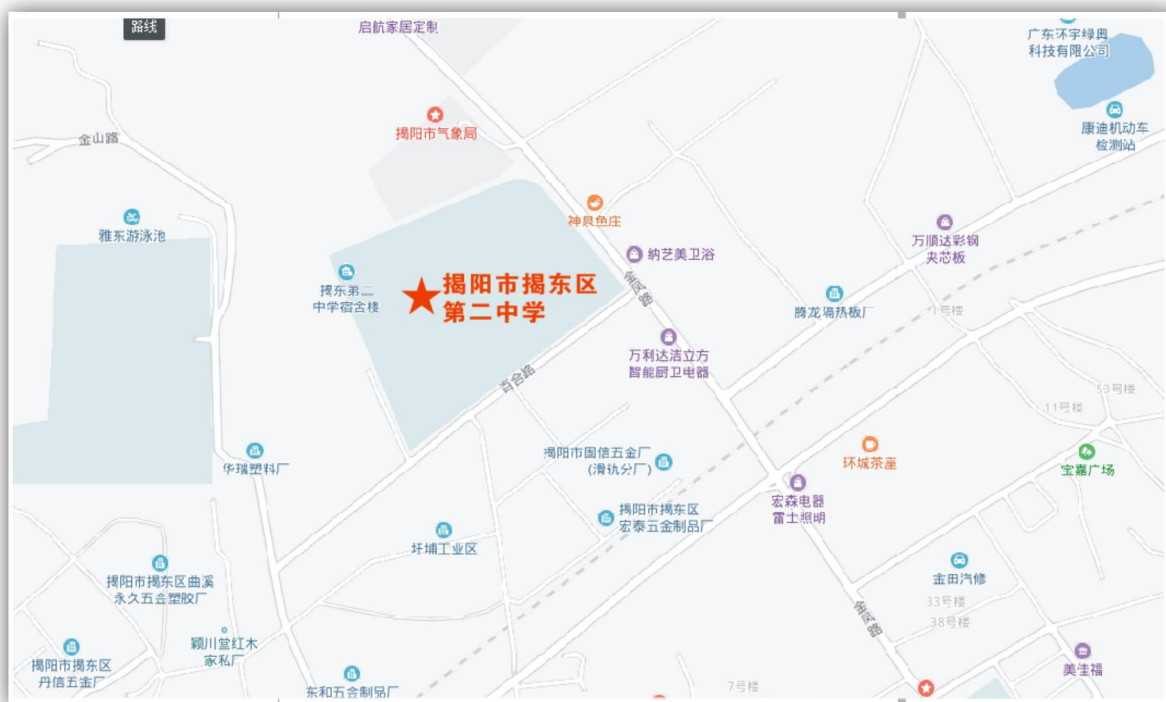 路线
启航家居定制
广东环宇绿奥
科技有限公司
揭阳市气象局
康迪机动车
检测站
金山路
雅东游泳池
神泉鱼庄
纳艺美卫浴
万顺达彩钢
夹芯板
揭东第二
中学宿舍楼
揭阳市揭东区
第二中学
金凤路
腾龙隔热板厂
1号楼
万利达洁立方
智能厨卫电器
百合路
53号楼
11号楼
华瑞塑料厂
揭阳市固信五金厂
(滑轨分厂)
环城茶座
宝嘉广场
宏森电器
雷士照明
揭阳市揭东区
宏泰五金制品厂
圩埔工业区
揭阳市揭东区曲溪
永久五金塑胶厂
金田汽修
33号楼
38号楼
金凤路
颖川堂红木
家私厂
揭阳市揭东区
丹信五金厂
东和五金制品厂
7号楼
美佳福